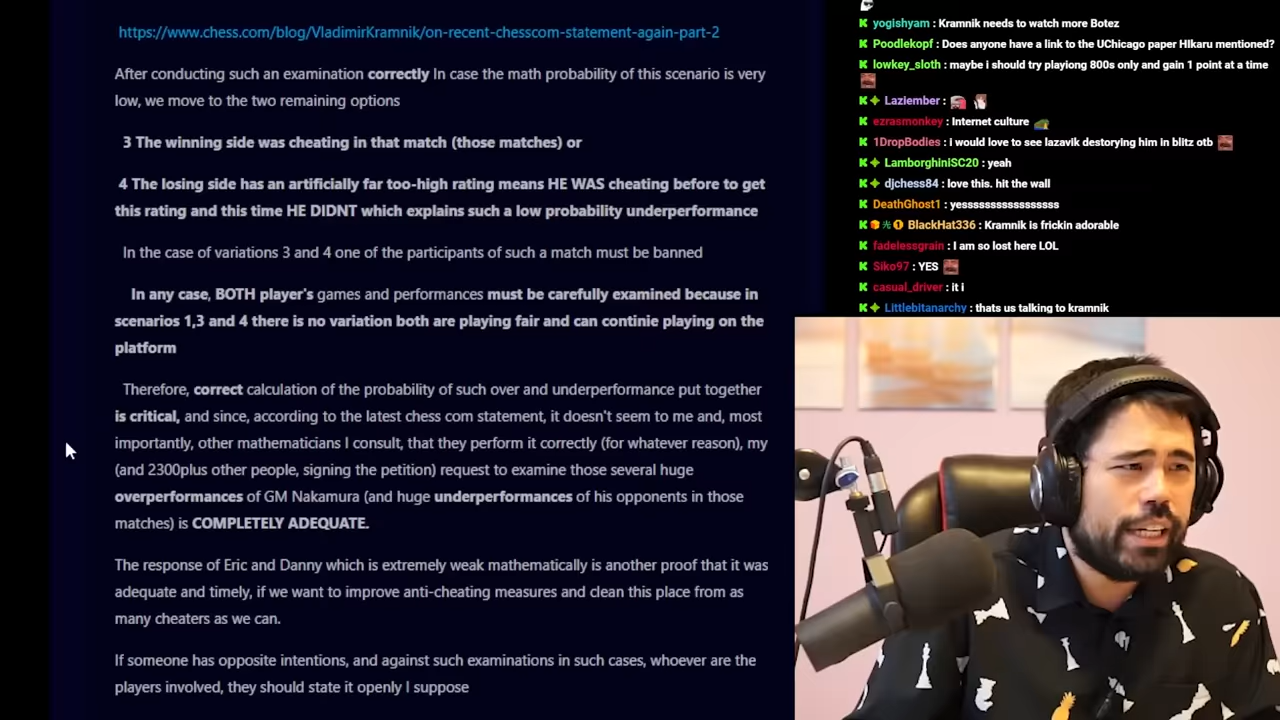 https://www.chess.com/blog/VladimirKramnik/on-recent-chesscom-statement-again-part-2
After conducting such an examination correctly In case the math probability of this scenario is very
low, we move to the two remaining options
3 The winning side was cheating in that match (those matches) or
4 The losing side has an artificially far too-high rating means HE WAS cheating before to get
this rating and this time HE DIDNT which explains such a low probability underperformance
In the case of variations 3 and 4 one of the participants of such a match must be banned
In any case, BOTH player's games and performances must be carefully examined because in
scenarios 1,3 and 4 there is no variation both are playing fair and can continie playing on the
platform
Therefore, correct calculation of the probability of such over and underperformance put together
is critical, and since, according to the latest chess com statement, it doesn't seem to me and, most
importantly, other mathematicians I consult, that they perform it correctly (for whatever reason), my
(and 2300plus other people, signing the petition) request to examine those several huge
overperformances of GM Nakamura (and huge underperformances of his opponents in those
matches) is COMPLETELY ADEQUATE.
The response of Eric and Danny which is extremely weak mathematically is another proof that it was
adequate and timely, if we want to improve anti-cheating measures and clean this place from as
many cheaters as we can.
If someone has opposite intentions, and against such examinations in such cases, whoever are the
players involved, they should state it openly I suppose
yogishyam : Kramnik needs to watch more Botez
Poodlekopf : Does anyone have a link to the UChicago paper HIkaru mentioned?
lowkey_sloth : maybe i should try playiong 800s only and gain 1 point at a time
Laziember :
ezrasmonkey : Internet culture
1DropBodies : i would love to see lazavik destorying him in blitz otb
LamborghiniSC20 : yeah
djchess84 : love this. hit the wall
DeathGhost1 : yessssssssssssssssss
BlackHat336 : Kramnik is frickin adorable
fadelessgrain : I am so lost here LOL
Siko97 : YES
casual_driver : it i
Littlebitanarchy : thats us talking to kramnik